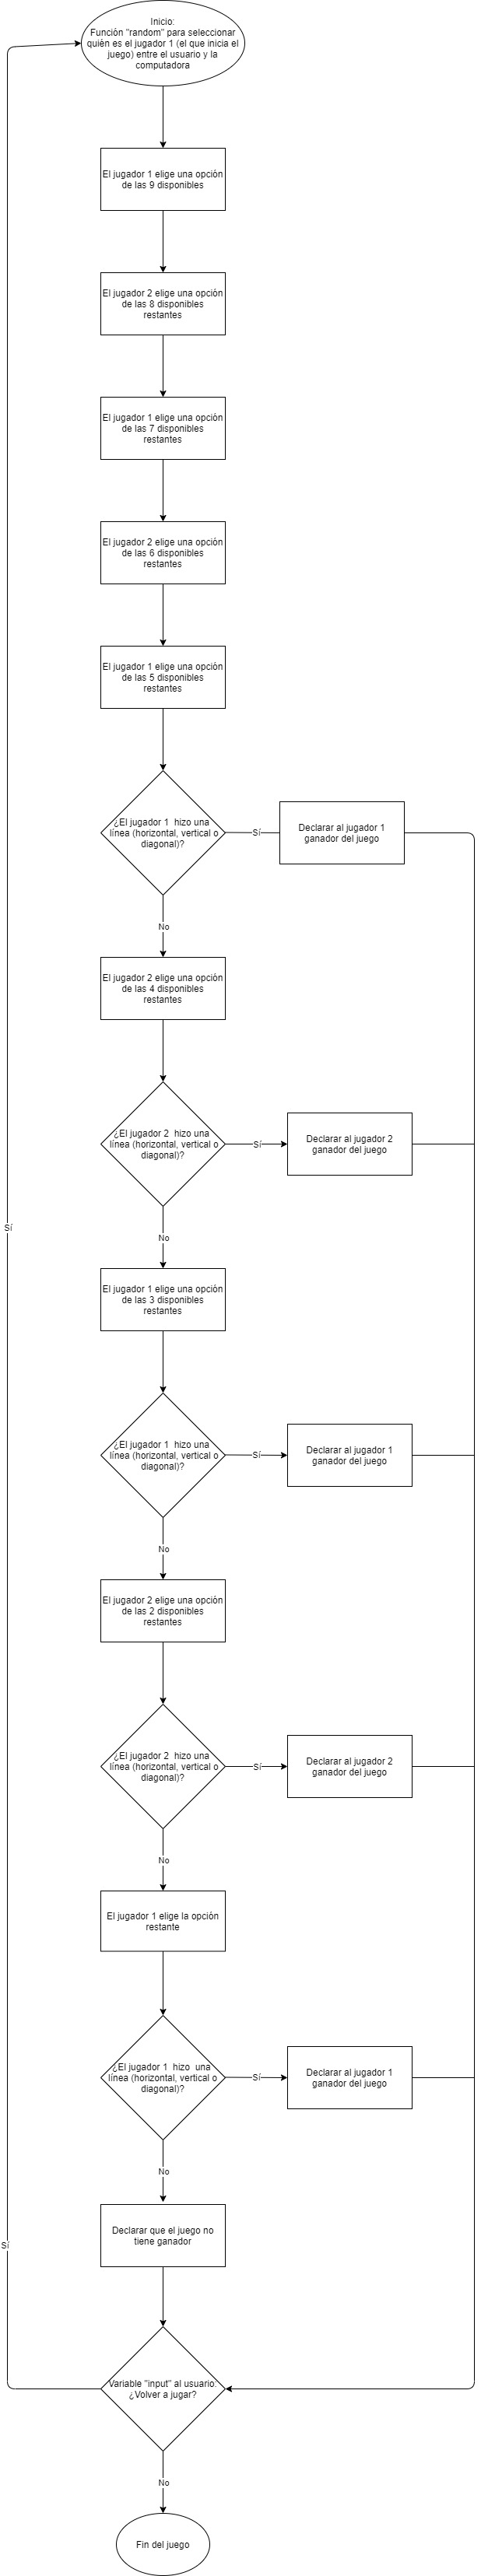 Inicio:
Función "random" para seleccionar
quién es el jugador 1 (el que inicia el
juego) entre el usuario y la
computadora
El jugador 1 elige una opción
de las 9 disponibles
El jugador 2 elige una opción
de las 8 disponibles
restantes
El jugador 1 elige una opción
de las 7 disponibles
restantes
El jugador 2 elige una opción
de las 6 disponibles
restantes
El jugador 1 elige una opción
de las 5 disponibles
restantes
¿El jugador 1 hizo una
línea (horizontal, vertical o
diagonal)?
Sí
Declarar al jugador 1
ganador del juego
No
El jugador 2 elige una opción
de las 4 disponibles
restantes
¿El jugador 2 hizo una
línea (horizontal, vertical o
diagonal)?
Sí
Declarar al jugador 2
ganador del juego
Sí
No
El jugador 1 elige una opción
de las 3 disponibles
restantes
¿El jugador 1 hizo una
línea (horizontal, vertical o
diagonal)?
Sí
Declarar al jugador 1
ganador del juego
No
El jugador 2 elige una opción
de las 2 disponibles
restantes
¿El jugador 2 hizo una
línea (horizontal, vertical o
diagonal)?
Sí
Declarar al jugador 2
ganador del juego
No
El jugador 1 elige la opción
restante
¿El jugador 1 hizo una
línea (horizontal, vertical o
diagonal)?
Sí
Declarar al jugador 1
ganador del juego
No
Declarar que el juego no
tiene ganador
Sí
Variable "input" al usuario:
¿Volver a jugar?
No
Fin del juego